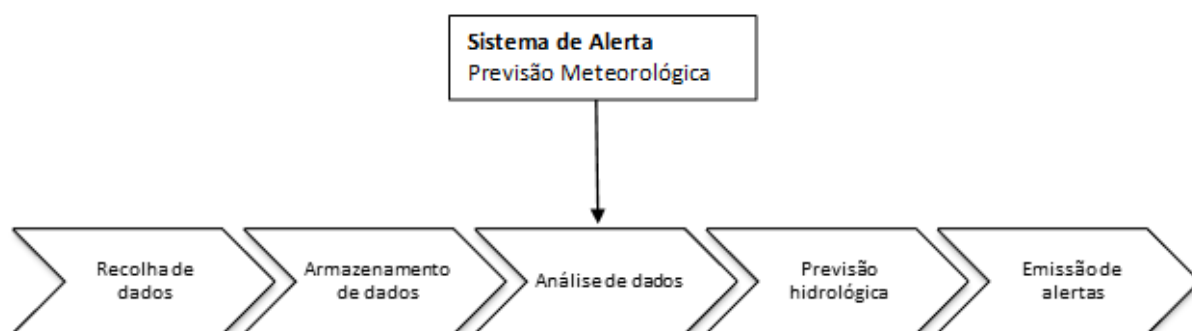 Sistema de Alerta
Previsão Meteorológica
Recolha de
dados
Armazenamento
de dados
Análise de dados
Previsão
hidrológica
Emissão de
alertas